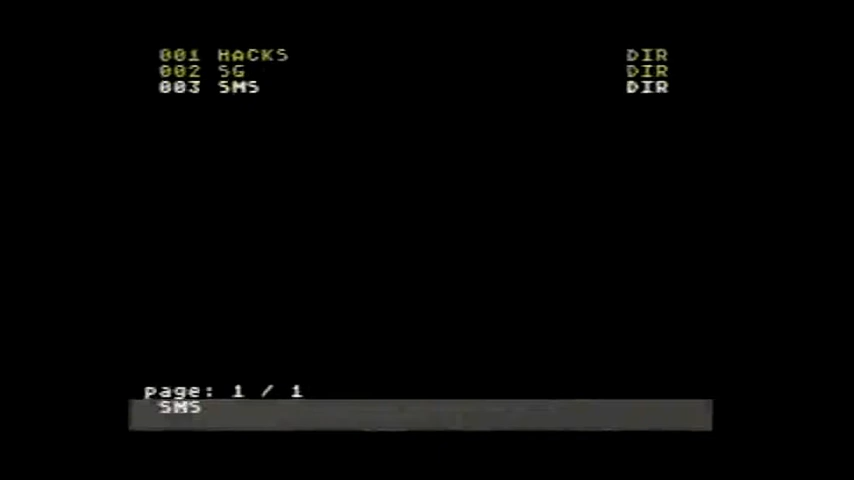 001 HACKS DIR
002 SG DIR
003 SMS DIR
page: 1 / 1
SMS